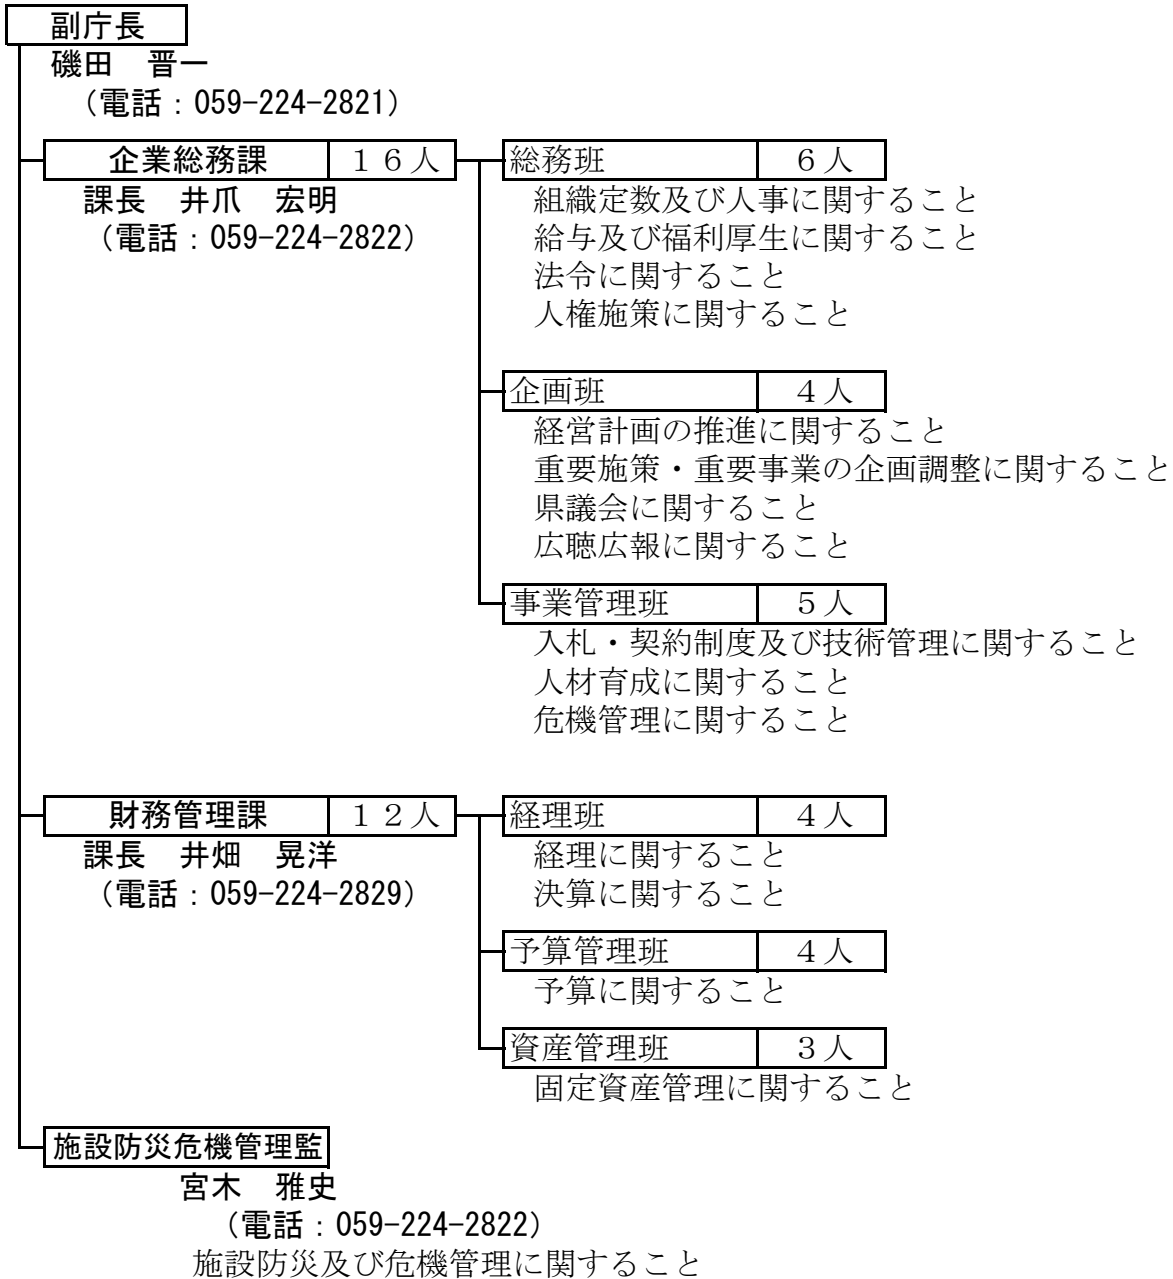 副庁長
磯田　晋一
（電話：059-224-2821）
企業総務課　１６人　総務班　６人
課長　井爪　宏明　組織定数及び人事に関すること
（電話：059-224-2822）　給与及び福利厚生に関すること
法令に関すること
人権施策に関すること
企画班　４人
経営計画の推進に関すること
重要施策・重要事業の企画調整に関すること
県議会に関すること
広聴広報に関すること
事業管理班　５人
入札・契約制度及び技術管理に関すること
人材育成に関すること
危機管理に関すること
財務管理課　１２人　経理班　４人
課長　井畑　晃洋　経理に関すること
（電話：059-224-2829）　決算に関すること
予算管理班　４人
予算に関すること
資産管理班　３人
固定資産管理に関すること
施設防災危機管理監
宮木　雅史
（電話：059-224-2822）
施設防災及び危機管理に関すること